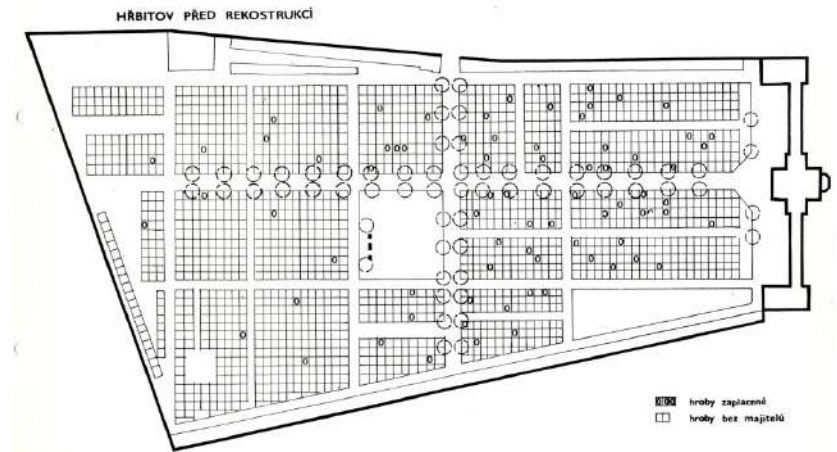 HŘBITOV PŘED REKOSTRUKCÍ
hroby zaplacené
hroby bez majitelů